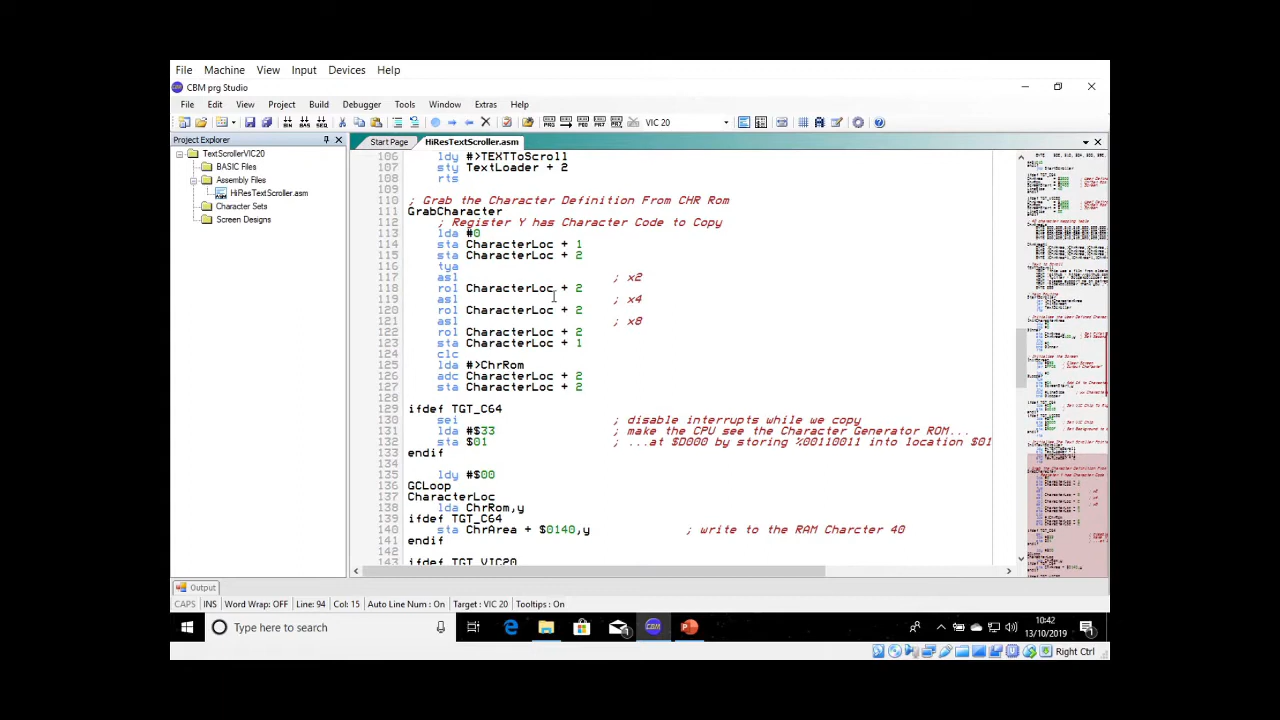 File Machine View Input Devices Help
CBM prg Studio
File Edit View Project Build Debugger Tools Window Extras Help
VIC 20
Project Explorer
Start Page HiResTextScroller.asm
TextScrollerVIC20
BASIC Files
Assembly Files
HiResTextScroller.asm
Character Sets
Screen Designs
106 ldy #>TEXTToScroll
107 sty TextLoader + 2
108 rts
109
110 ; Grab the Character Definition From CHR Rom
111 GrabCharacter
112 ; Register Y has Character Code to Copy
113 lda #0
114 sta CharacterLoc + 1
115 sta CharacterLoc + 2
116 tya
117 asl ; x2
118 rol CharacterLoc + 2
119 asl ; x4
120 rol CharacterLoc + 2
121 asl ; x8
122 rol CharacterLoc + 2
123 sta CharacterLoc + 1
124 clc
125 lda #>ChrRom
126 adc CharacterLoc + 2
127 sta CharacterLoc + 2
128
129 ifdef TGT_C64
130 sei ; disable interrupts while we copy
131 lda #$33 ; make the CPU see the Character Generator ROM...
132 sta $01 ; ...at $D000 by storing %00110011 into location $01
133 endif
134
135 ldy #$00
136 GCLoop
137 CharacterLoc
138 lda ChrRom,y
139 ifdef TGT_C64
140 sta ChrArea + $0140,y ; write to the RAM Charcter 40
141 endif
142
143 ifdef TGT_VIC20
Output
CAPS INS Word Wrap: OFF Line: 94 Col: 15 Auto Line Num : On Target : VIC 20 Tooltips : On
Type here to search
10:42
13/10/2019
Right Ctrl